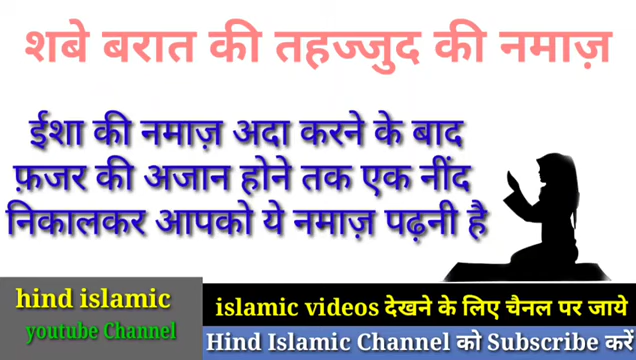 शबे बरात की तहज्जुद की नमाज़
ईशा की नमाज़ अदा करने के बाद
फ़जर की अजान होने तक एक नींद
निकालकर आपको ये नमाज़ पढ़नी है
hind islamic
youtube Channel
islamic videos देखने के लिए चैनल पर जाये
Hind Islamic Channel को Subscribe करें